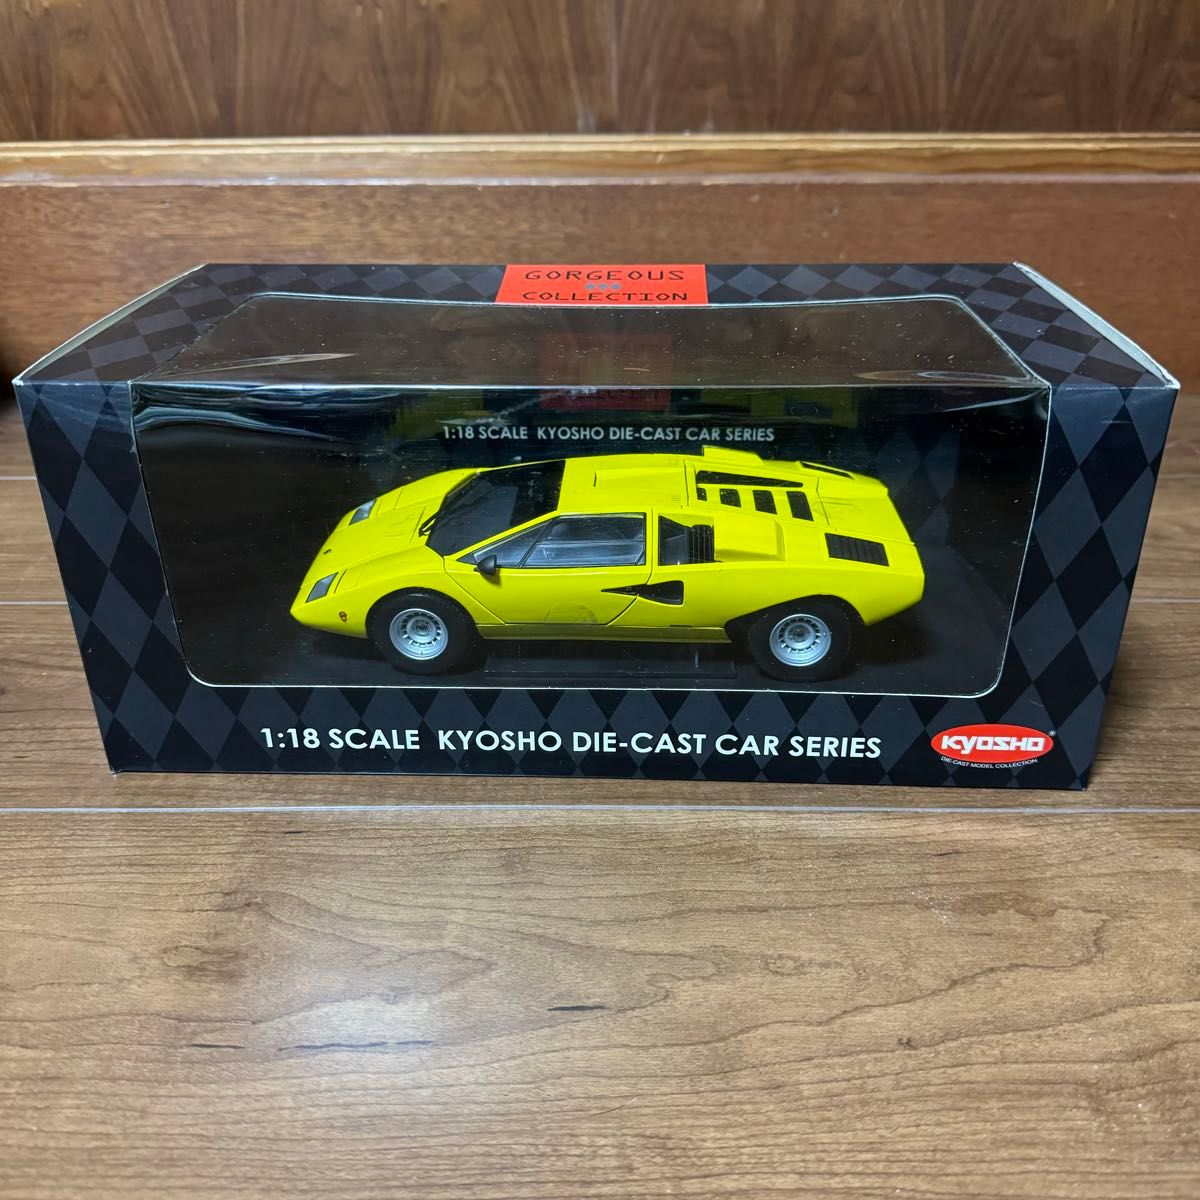 GORGEOUS
COLLECTION
COLLECTION
1:18 SCALE KYOSHO DIE-CAST CAR SERIES
1:18 SCALE KYOSHO DIE-CAST CAR SERIES
KYOSHO
DIE-CAST MODEL COLLECTION